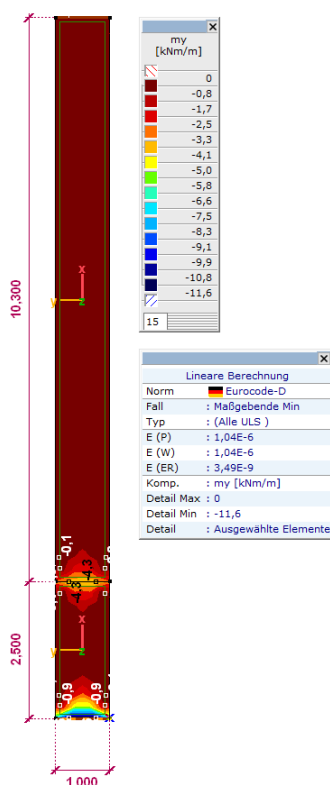 my
[kNm/m]
0
-0,8
-1,7
-2,5
-3,3
-4,1
-5,0
-5,8
-6,6
-7,5
-8,3
-9,1
-9,9
-10,8
-11,6
15
Lineare Berechnung
Norm Eurocode-D
Fall : Maßgebende Min
Typ : (Alle ULS )
E (P) : 1,04E-6
E (W) : 1,04E-6
E (ER) : 3,49E-9
Komp. : my [kNm/m]
Detail Max : 0
Detail Min : -11,6
Detail : Ausgewählte Elemente
10,300
x
y
z
-0,1
-4.3
-4.3
2,500
x
y
z
-0,9
-0,9
x
1,000